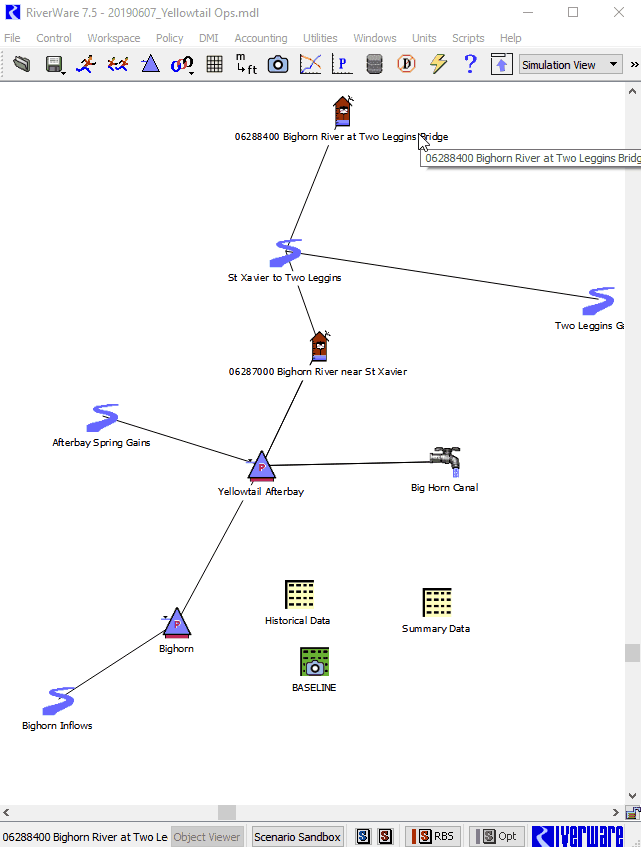 RiverWare 7.5 - 20190607_Yellowtail Ops.mdl
File Control Workspace Policy DMI Accounting Utilities Windows Units Scripts Help
m
ft
P
D
?
Simulation View
»
06288400 Bighorn River at Two Leggins Bridge
06288400 Bighorn River at Two Leggins Bridg
St Xavier to Two Leggins
Two Leggins Ga
06287000 Bighorn River near St Xavier
Afterbay Spring Gains
P
Yellowtail Afterbay
Big Horn Canal
Historical Data
Summary Data
P
Bighorn
BASELINE
Bighorn Inflows
06288400 Bighorn River at Two Le Object Viewer Scenario Sandbox S S S RBS S Opt Riverware